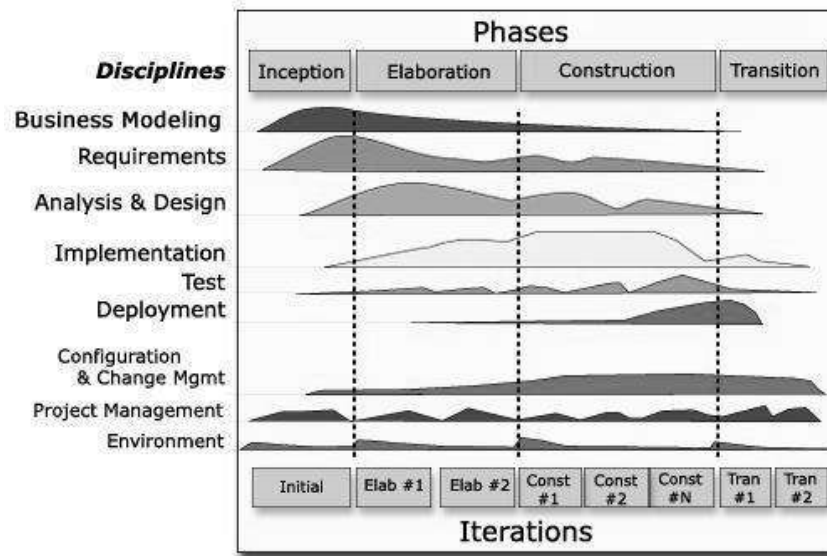 Phases
Disciplines
Inception
Elaboration
Construction
Transition
Business Modeling
Requirements
Analysis & Design
Implementation
Test
Deployment
Configuration
& Change Mgmt
Project Management
Environment
Initial
Elab #1
Elab #2
Const
#1
Const
#2
Const
#N
Tran
#1
Tran
#2
Iterations